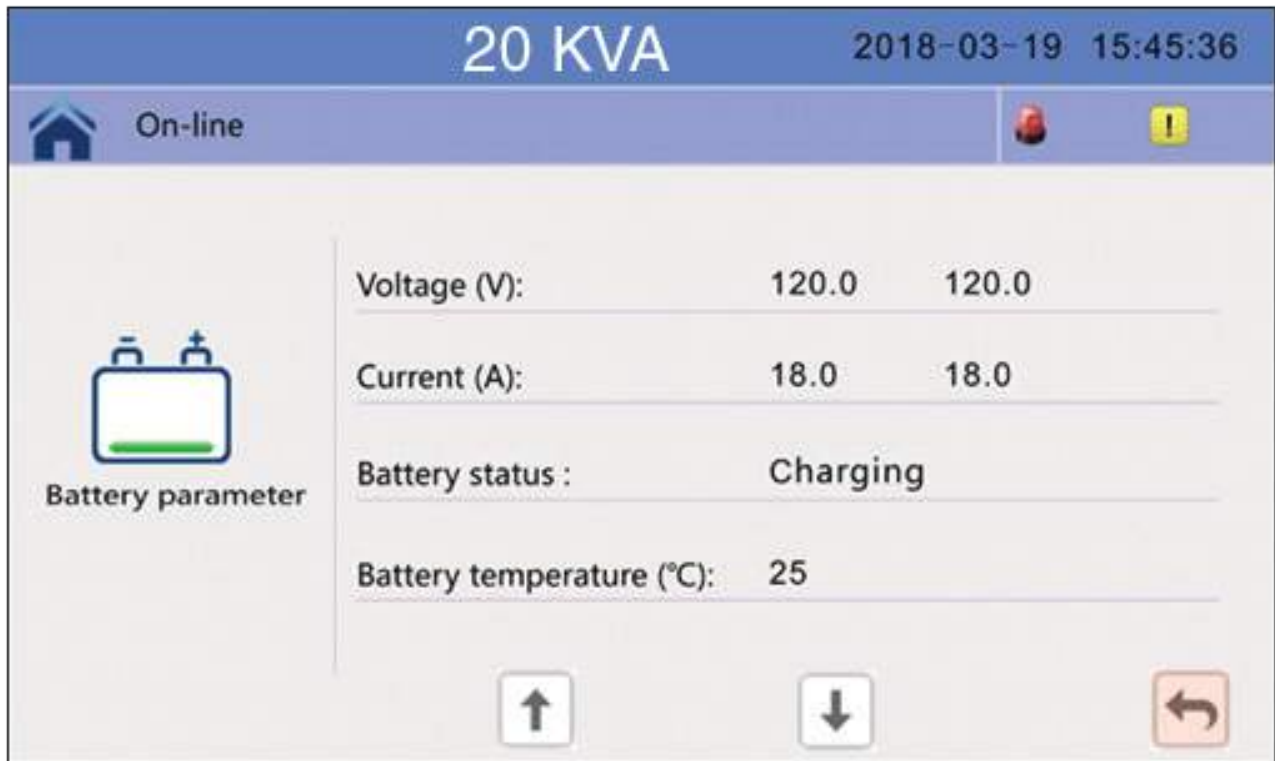 20 KVA 2018-03-19 15:45:36
On-line !
Voltage (V): 120.0 120.0
Current (A): 18.0 18.0
Battery status : Charging
Battery parameter
Battery temperature (℃): 25